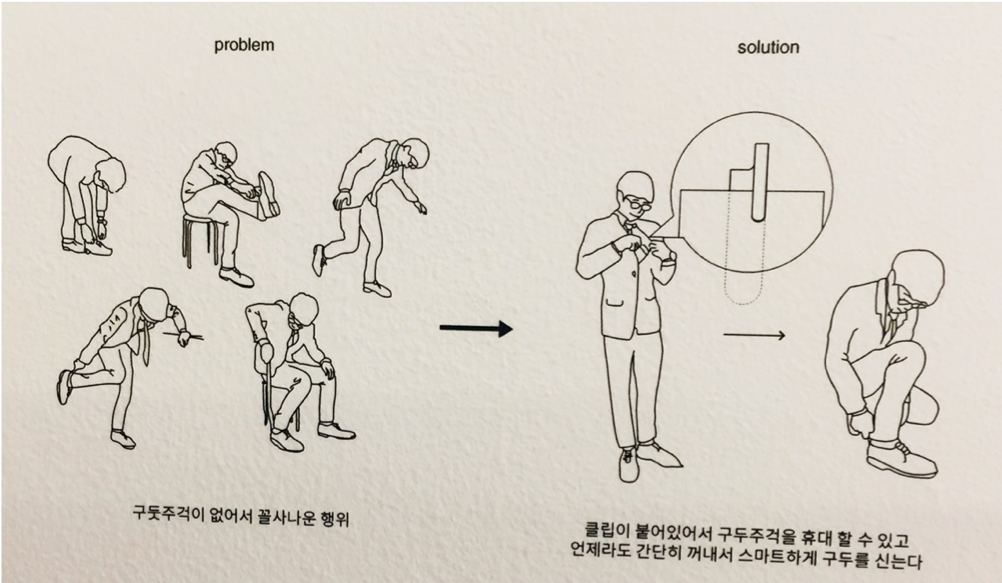 problem
solution
구둣주걱이 없어서 꼴사나운 행위
클립이 붙어있어서 구두주걱을 휴대 할 수 있고
언제라도 간단히 꺼내서 스마트하게 구두를 신는다